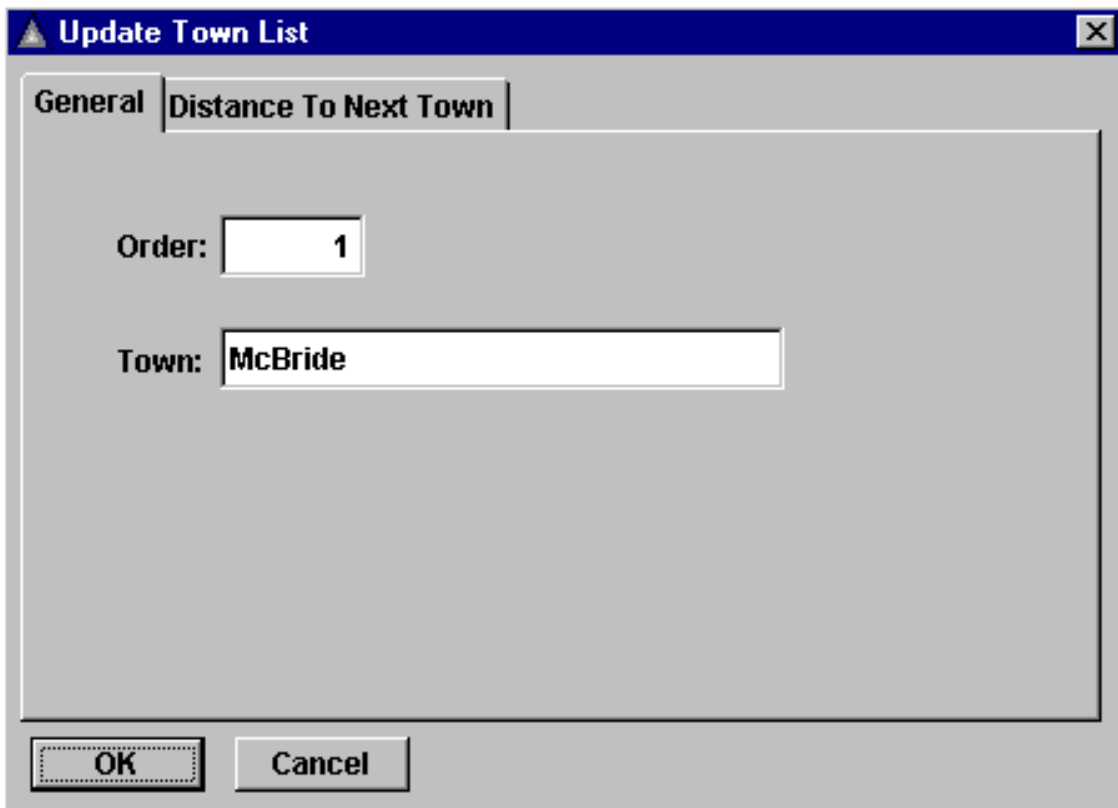 Update Town List
General Distance To Next Town
Order: 1
Town: McBride
OK Cancel